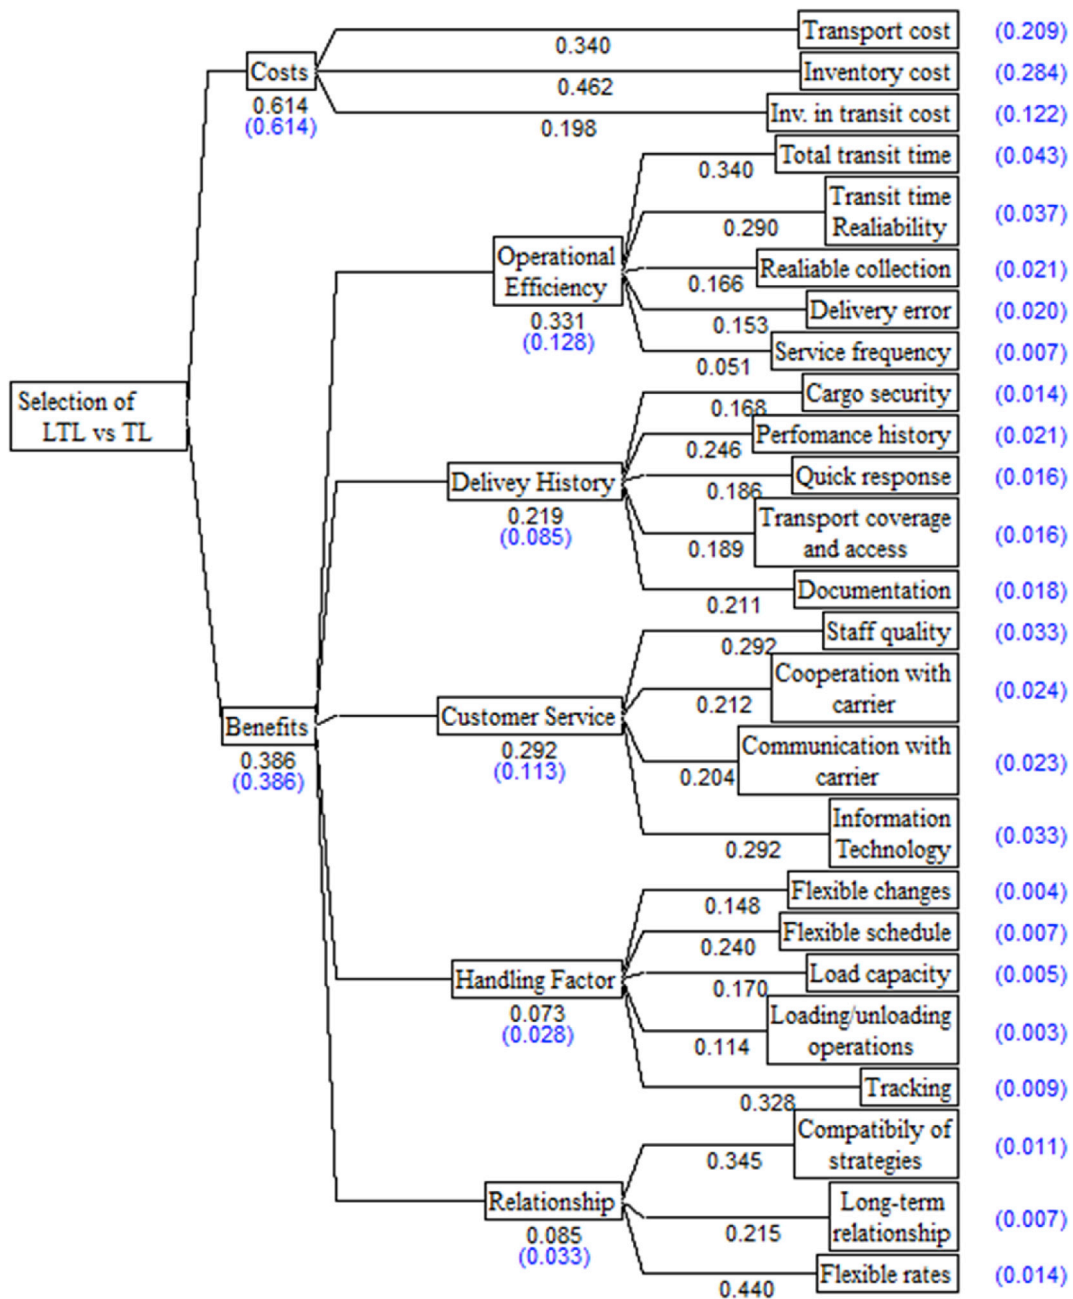 Transport cost (0.209)
0.340
Costs
Inventory cost (0.284)
0.462
0.614
(0.614)
Inv. in transit cost (0.122)
0.198
Total transit time (0.043)
0.340
Transit time
Realiability
(0.037)
0.290
Operational
Efficiency
0.331
(0.128)
Realiable collection (0.021)
0.166
Delivery error (0.020)
0.153
Service frequency (0.007)
0.051
Selection of
LTL vs TL
Cargo security (0.014)
0.168
Perfomance history (0.021)
0.246
Delivey History
0.219
(0.085)
Quick response (0.016)
0.186
Transport coverage
and access
(0.016)
0.189
Documentation (0.018)
0.211
Staff quality (0.033)
0.292
Cooperation with
carrier
(0.024)
0.212
Benefits
0.386
(0.386)
Customer Service
0.292
(0.113)
Communication with
carrier
(0.023)
0.204
Information
Technology
(0.033)
0.292
Flexible changes (0.004)
0.148
Flexible schedule (0.007)
0.240
Handling Factor
0.073
(0.028)
Load capacity (0.005)
0.170
Loading/unloading
operations
(0.003)
0.114
Tracking (0.009)
0.328
Compatibily of
strategies
(0.011)
0.345
Relationship
0.085
(0.033)
Long-term
relationship
(0.007)
0.215
Flexible rates (0.014)
0.440